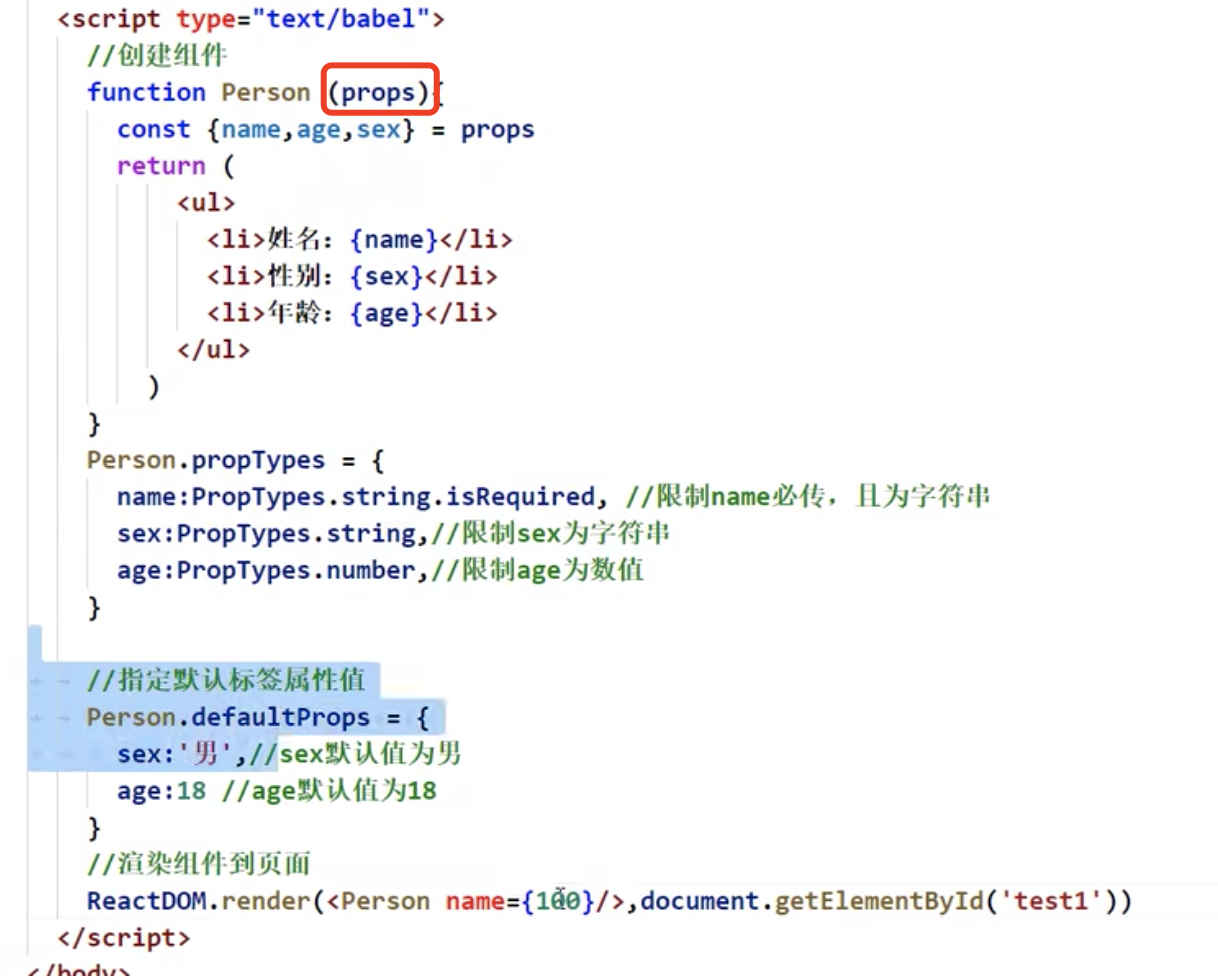 <script type="text/babel">
//创建组件
function Person (props){
const {name,age,sex} = props
return (
<ul>
<li>姓名：{name}</li>
<li>性别：{sex}</li>
<li>年龄：{age}</li>
</ul>
)
}
Person.propTypes = {
name:PropTypes.string.isRequired, //限制name必传，且为字符串
sex:PropTypes.string,//限制sex为字符串
age:PropTypes.number,//限制age为数值
}
//指定默认标签属性值
Person.defaultProps = {
sex:'男',//sex默认值为男
age:18 //age默认值为18
}
//渲染组件到页面
ReactDOM.render(<Person name={100}/>,document.getElementById('test1'))
</script>
</body>